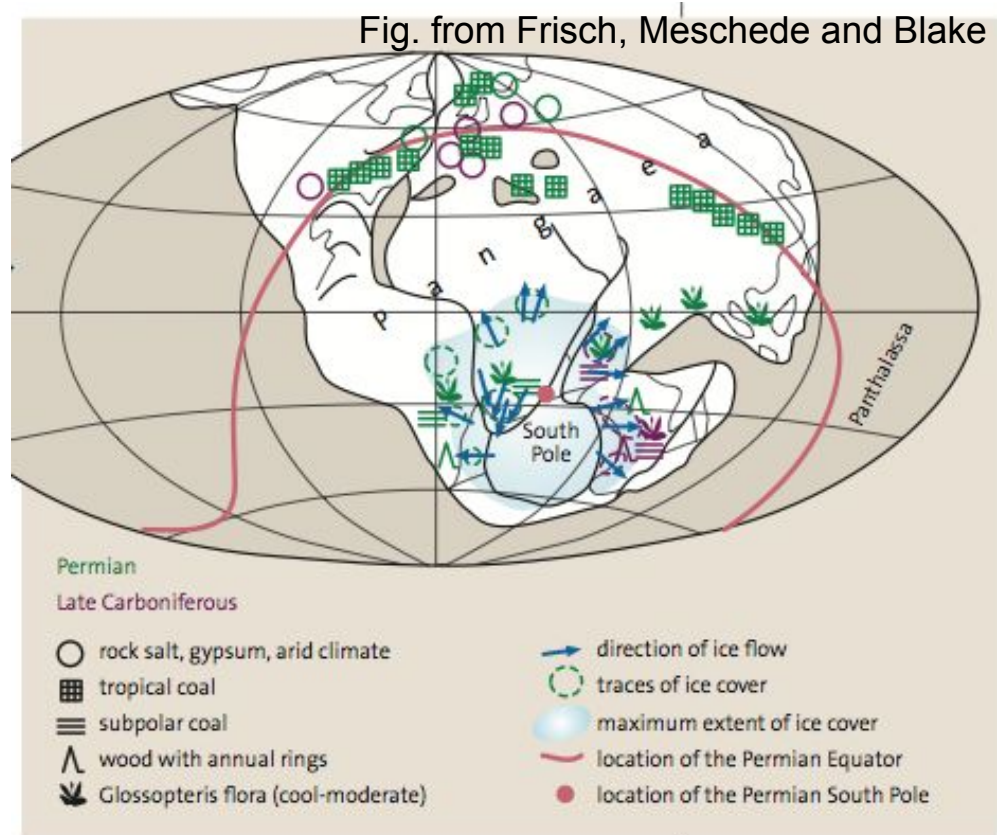 Fig. from Frisch, Meschede and Blake
Pangaea
Panthalassa
South
Pole
Permian
Late Carboniferous
rock salt, gypsum, arid climate
tropical coal
subpolar coal
wood with annual rings
Glossopteris flora (cool-moderate)
direction of ice flow
traces of ice cover
maximum extent of ice cover
location of the Permian Equator
location of the Permian South Pole